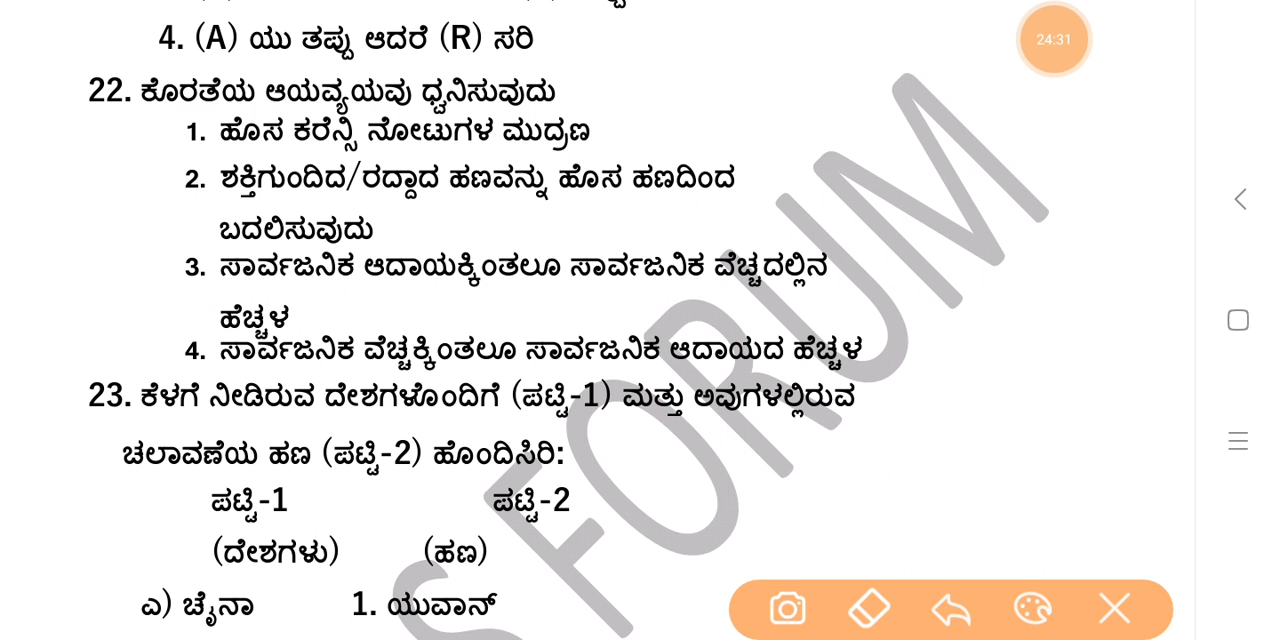 4. (A) ಯು ತಪ್ಪು ಆದರೆ (R) ಸರಿ
24:31
22. ಕೊರತೆಯ ಆಯವ್ಯಯವು ಧ್ವನಿಸುವುದು
1. ಹೊಸ ಕರೆನ್ಸಿ ನೋಟುಗಳ ಮುದ್ರಣ
2. ಶಕ್ತಿಗುಂದಿದ/ರದ್ದಾದ ಹಣವನ್ನು ಹೊಸ ಹಣದಿಂದ
ಬದಲಿಸುವುದು
3. ಸಾರ್ವಜನಿಕ ಆದಾಯಕ್ಕಿಂತಲೂ ಸಾರ್ವಜನಿಕ ವೆಚ್ಚದಲ್ಲಿನ
ಹೆಚ್ಚಳ
4. ಸಾರ್ವಜನಿಕ ವೆಚ್ಚಕ್ಕಿಂತಲೂ ಸಾರ್ವಜನಿಕ ಆದಾಯದ ಹೆಚ್ಚಳ
23. ಕೆಳಗೆ ನೀಡಿರುವ ದೇಶಗಳೊಂದಿಗೆ (ಪಟ್ಟಿ-1) ಮತ್ತು ಅವುಗಳಲ್ಲಿರುವ
ಚಲಾವಣೆಯ ಹಣ (ಪಟ್ಟಿ-2) ಹೊಂದಿಸಿರಿ:
ಪಟ್ಟಿ-1 ಪಟ್ಟಿ-2
(ದೇಶಗಳು) (ಹಣ)
ಎ) ಚೈನಾ 1. ಯುವಾನ್
S FORUM